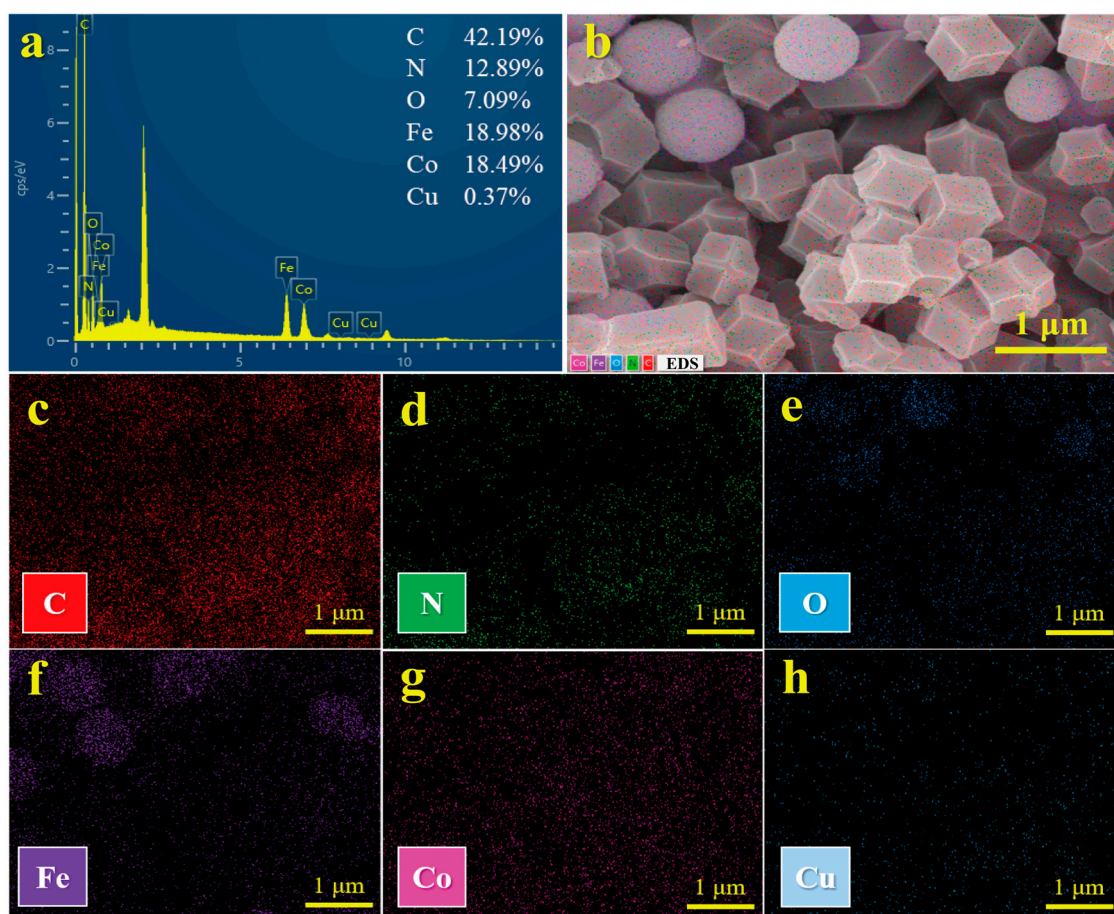 a
C 42.19%
N 12.89%
O 7.09%
Fe 18.98%
Co 18.49%
Cu 0.37%
C
O
Co
Fe
N
Cu
Fe
Co
Cu
Cu
cps/eV
8
6
4
2
0
0
5
10
b
1 μm
Co Fe O N C EDS
c
C
1 μm
d
N
1 μm
e
O
1 μm
f
Fe
1 μm
g
Co
1 μm
h
Cu
1 μm